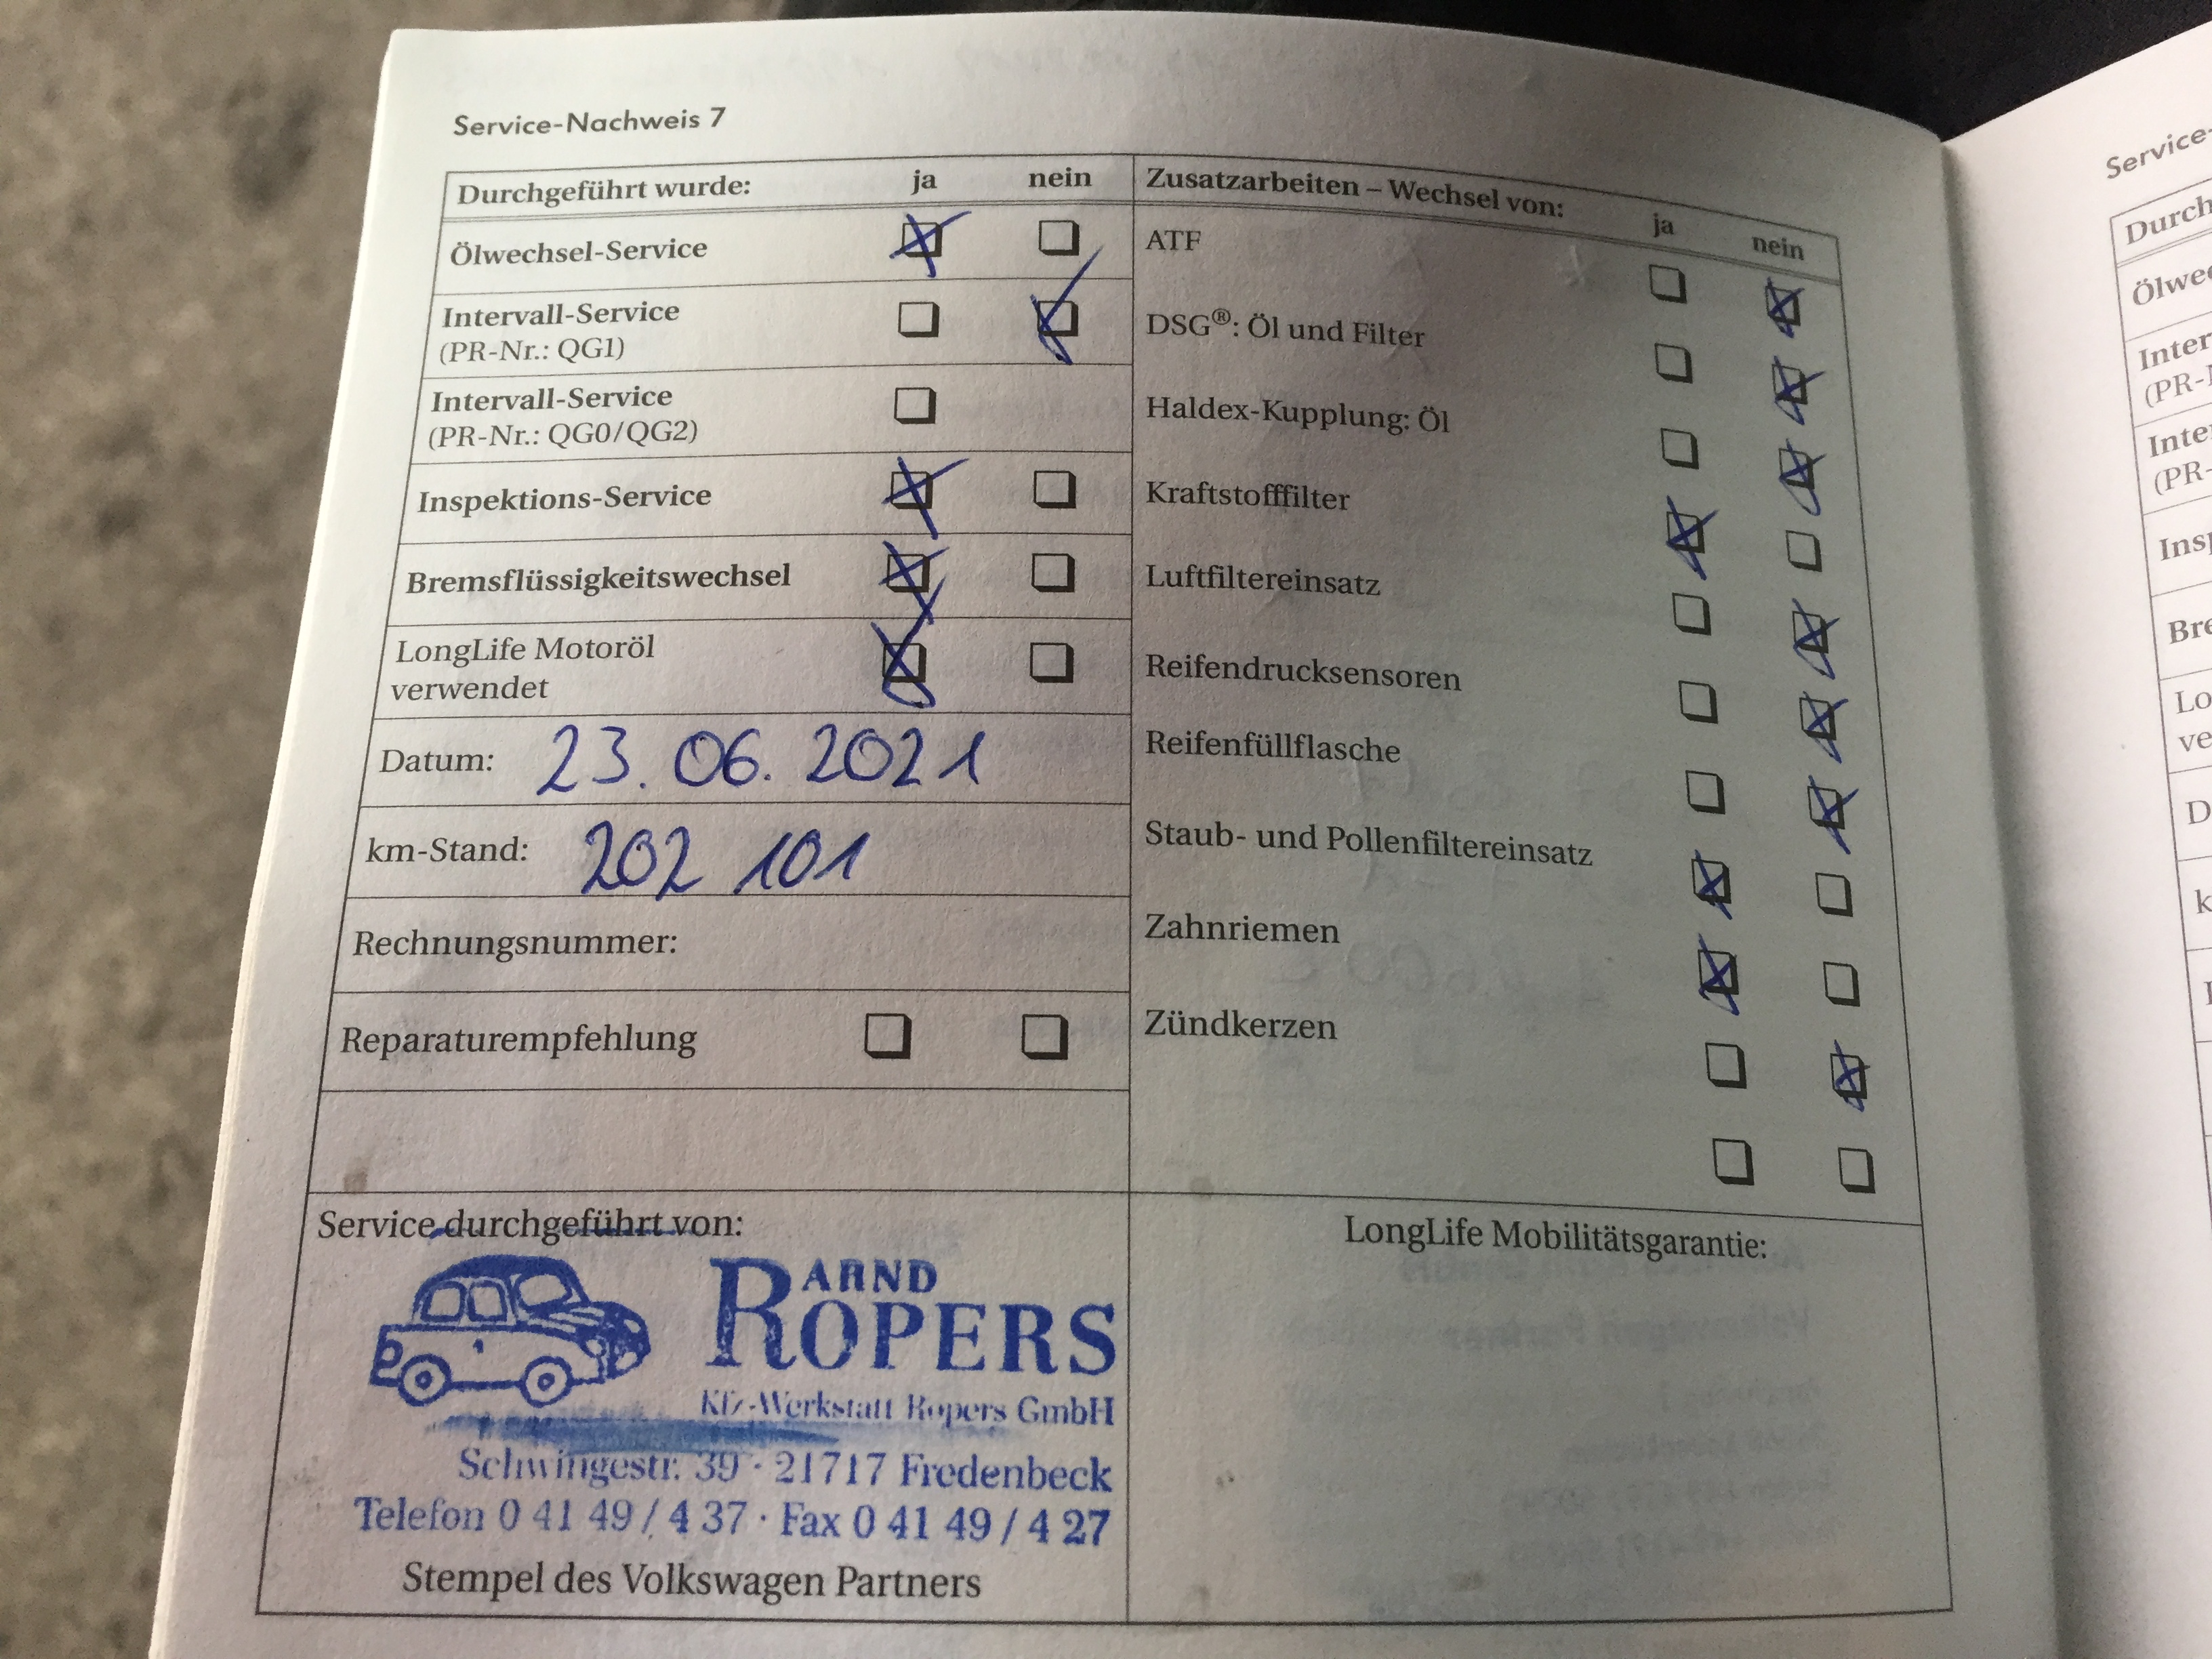 Service-Nachweis 7
Durchgeführt wurde: ja nein
Ölwechsel-Service
Intervall-Service
(PR-Nr.: QG1)
Intervall-Service
(PR-Nr.: QG0/QG2)
Inspektions-Service
Bremsflüssigkeitswechsel
LongLife Motoröl
verwendet
Datum: 23.06.2021
km-Stand: 202 101
Rechnungsnummer:
Reparaturempfehlung
Zusatzarbeiten – Wechsel von: ja nein
ATF
DSG®: Öl und Filter
Haldex-Kupplung: Öl
Kraftstofffilter
Luftfiltereinsatz
Reifendrucksensoren
Reifenfüllflasche
Staub- und Pollenfiltereinsatz
Zahnriemen
Zündkerzen
Service durchgeführt von:
ARND
ROPERS
Kfz-Werkstatt Ropers GmbH
Schwingestr. 39 · 21717 Fredenbeck
Telefon 0 41 49 / 4 37 · Fax 0 41 49 / 4 27
Stempel des Volkswagen Partners
LongLife Mobilitätsgarantie:
Service-